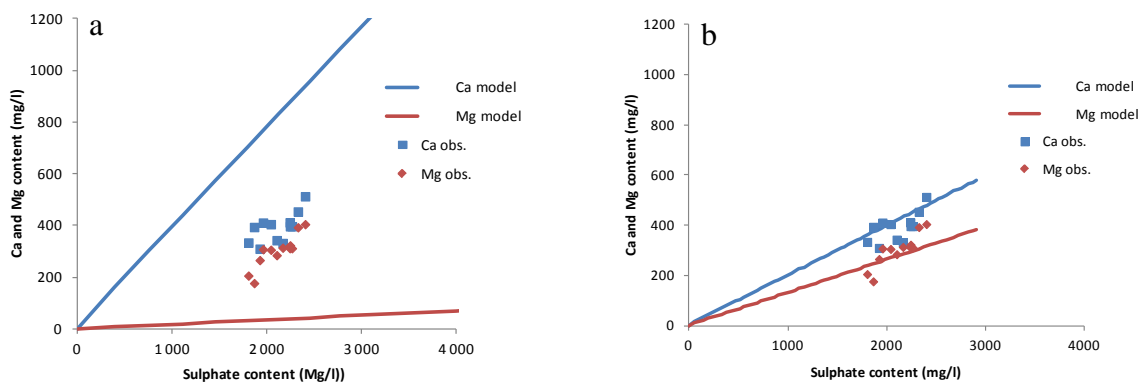 a
Ca and Mg content (mg/l)
1200
1000
800
600
400
200
0
0
1 000
2 000
3 000
4 000
Sulphate content (Mg/l))
Ca model
Mg model
Ca obs.
Mg obs.
b
Ca and Mg content (mg/l)
1200
1000
800
600
400
200
0
0
1000
2000
3000
4000
Sulphate content (mg/l)
Ca model
Mg model
Ca obs.
Mg obs.